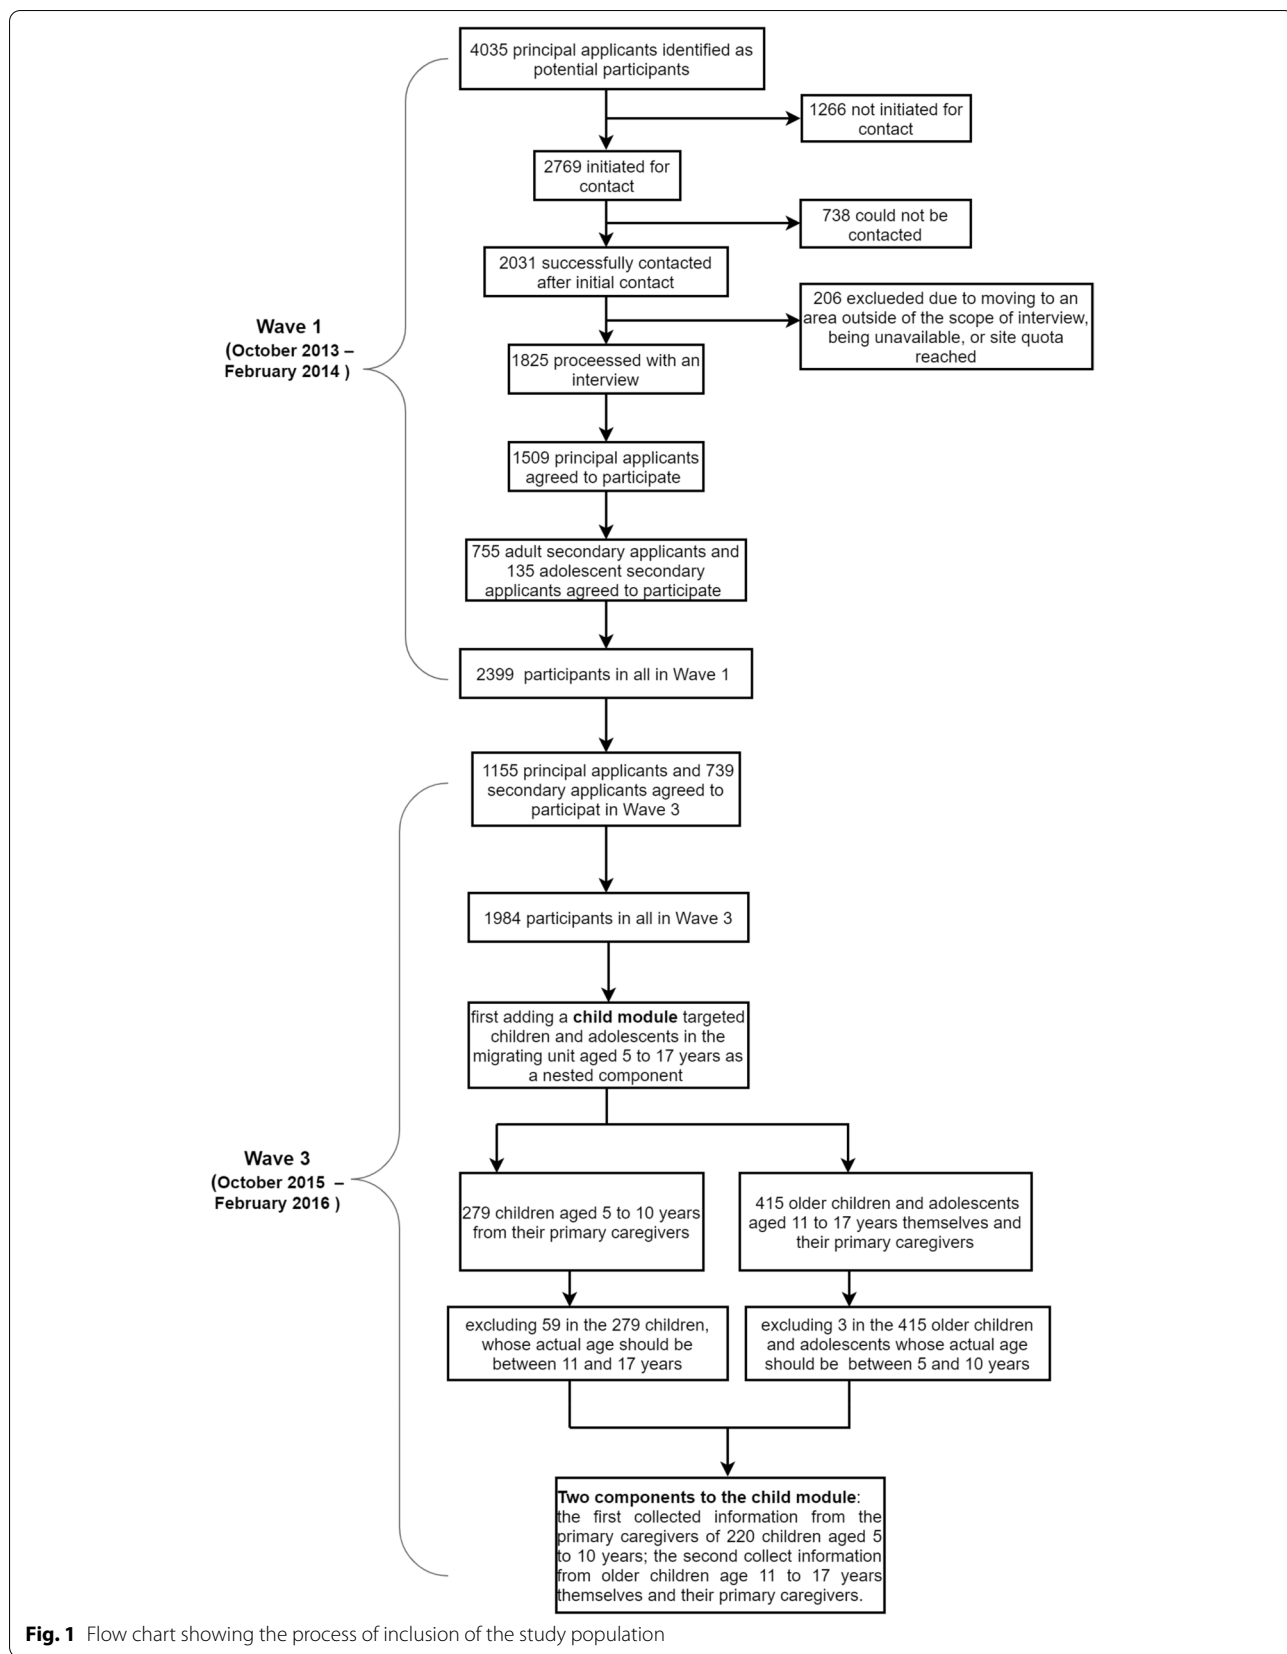 4035 principal applicants identified as
potential participants
1266 not initiated for
contact
2769 initiated for
contact
738 could not be
contacted
2031 successfully contacted
after initial contact
206 exclueded due to moving to an
area outside of the scope of interview,
being unavailable, or site quota
reached
Wave 1
(October 2013 –
February 2014 )
1825 proceessed with an
interview
1509 principal applicants
agreed to participate
755 adult secondary applicants and
135 adolescent secondary
applicants agreed to participate
2399 participants in all in Wave 1
1155 principal applicants and 739
secondary applicants agreed to
participat in Wave 3
1984 participants in all in Wave 3
first adding a child module targeted
children and adolescents in the
migrating unit aged 5 to 17 years as
a nested component
Wave 3
(October 2015 –
February 2016 )
279 children aged 5 to 10 years
from their primary caregivers
415 older children and adolescents
aged 11 to 17 years themselves and
their primary caregivers
excluding 59 in the 279 children,
whose actual age should be
between 11 and 17 years
excluding 3 in the 415 older children
and adolescents whose actual age
should be between 5 and 10 years
Two components to the child module:
the first collected information from the
primary caregivers of 220 children aged 5
to 10 years; the second collect information
from older children age 11 to 17 years
themselves and their primary caregivers.
Fig. 1 Flow chart showing the process of inclusion of the study population